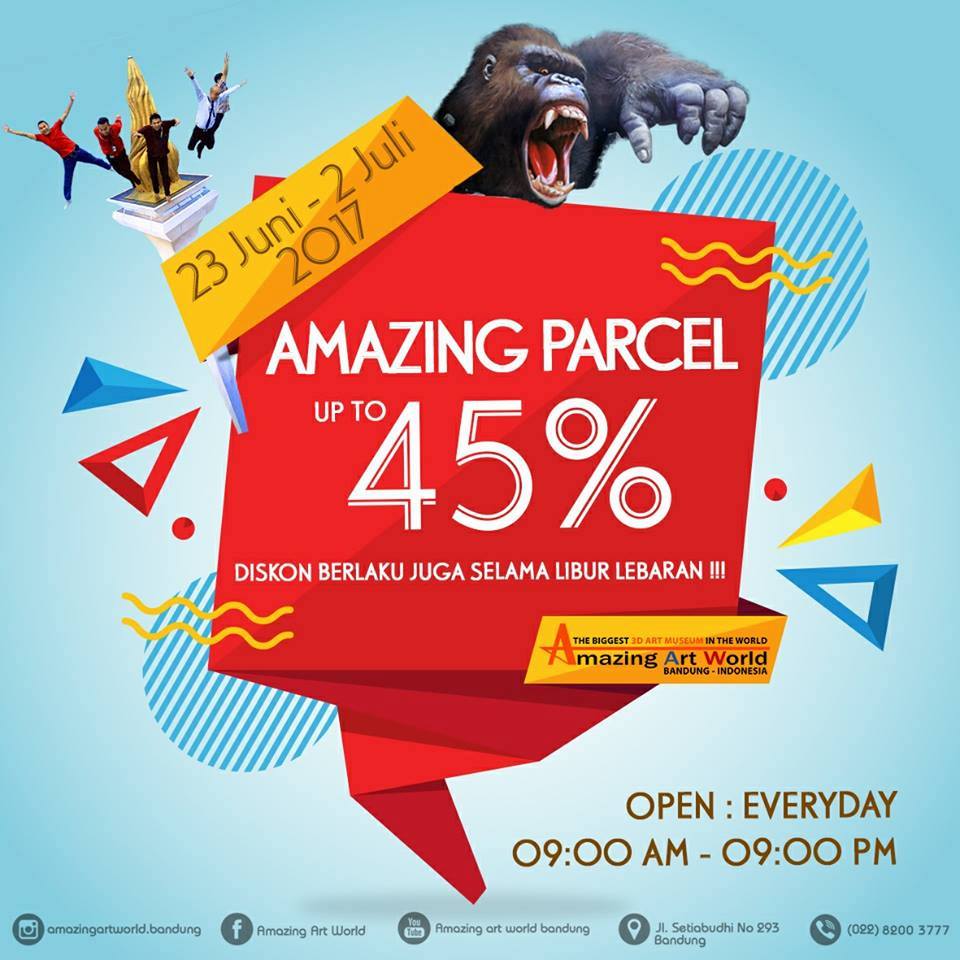 23 Juni - 2 Juli
2017
AMAZING PARCEL
UP TO 45%
DISKON BERLAKU JUGA SELAMA LIBUR LEBARAN !!!
THE BIGGEST 3D ART MUSEUM IN THE WORLD
Amazing Art World
BANDUNG - INDONESIA
OPEN : EVERYDAY
09:00 AM - 09:00 PM
amazingartworld.bandung
Amazing Art World
You
Tube
Amazing art world bandung
Jl. Setiabudhi No 293
Bandung
(022) 8200 3777